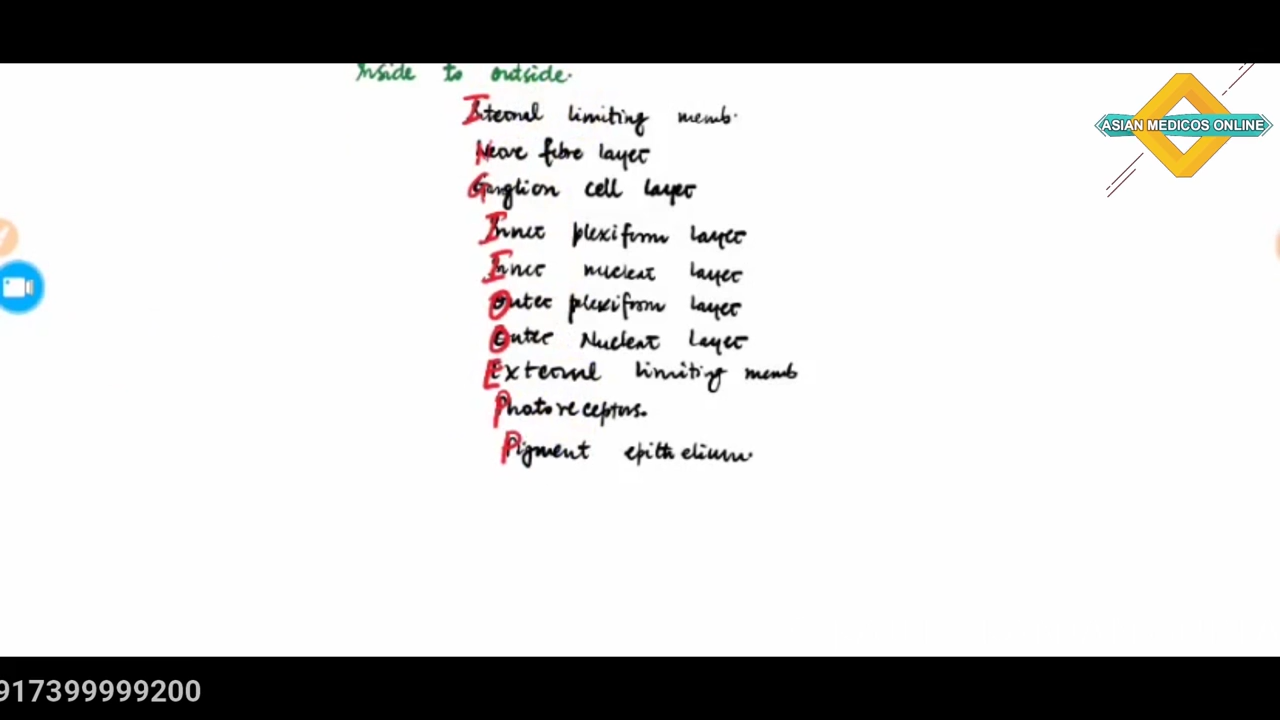 Inside to outside.
ASIAN MEDICOS ONLINE
Internal limiting memb.
Nerve fibre layer
Ganglion cell layer
Inner plexiform layer
Inner nuclear layer
Outer plexiform layer
Outer Nuclear layer
External limiting memb
Photoreceptors.
Pigment epithelium.
917399999200